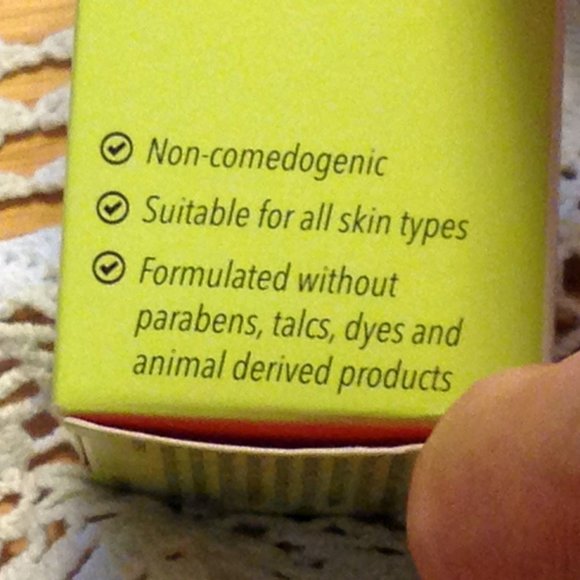 Non-comedogenic
Suitable for all skin types
Formulated without
parabens, talcs, dyes and
animal derived products